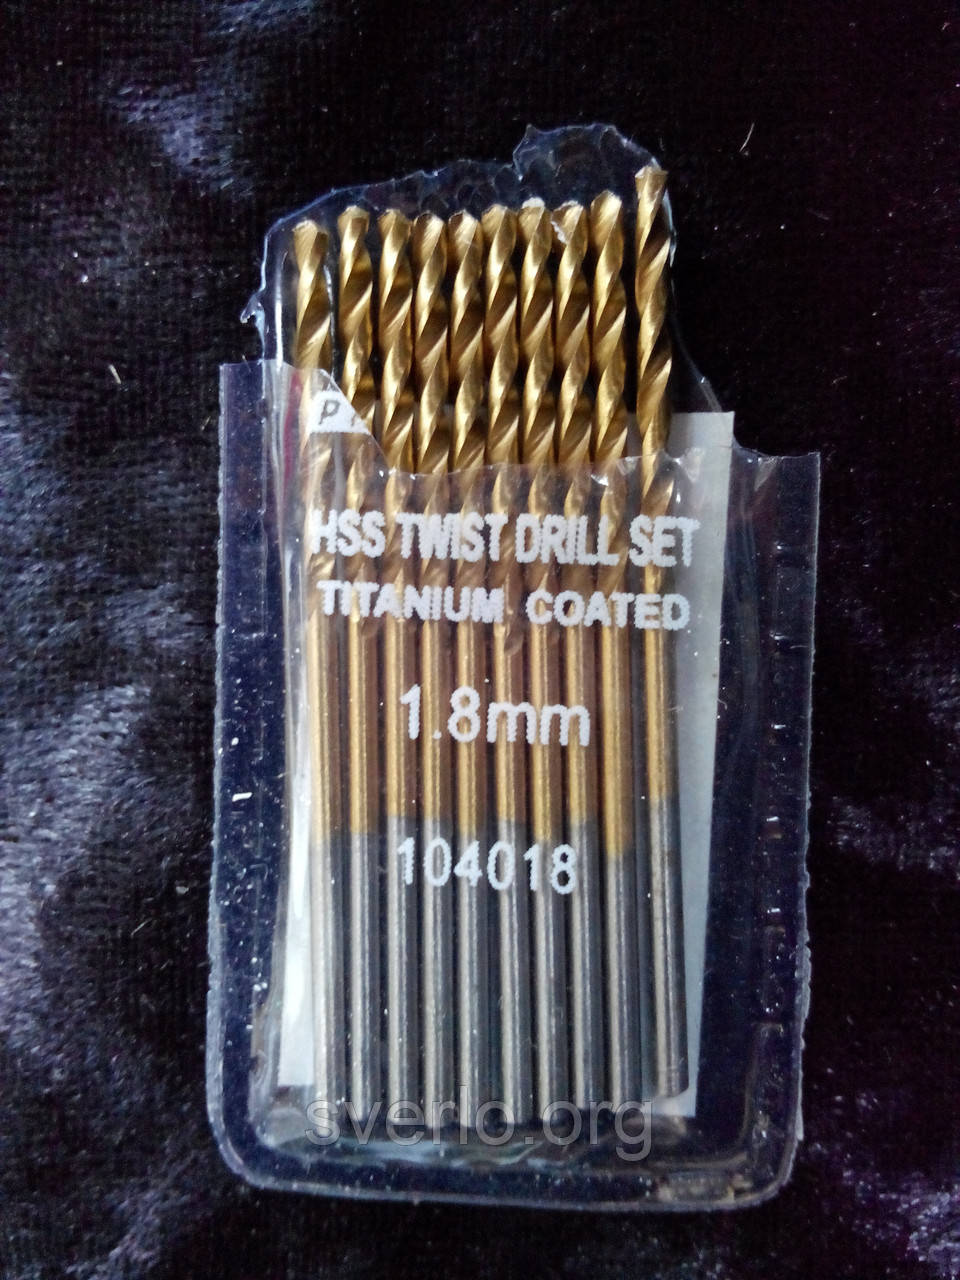 HSS TWIST DRILL SET
TITANIUM COATED
1.8mm
104018
sverlo.org